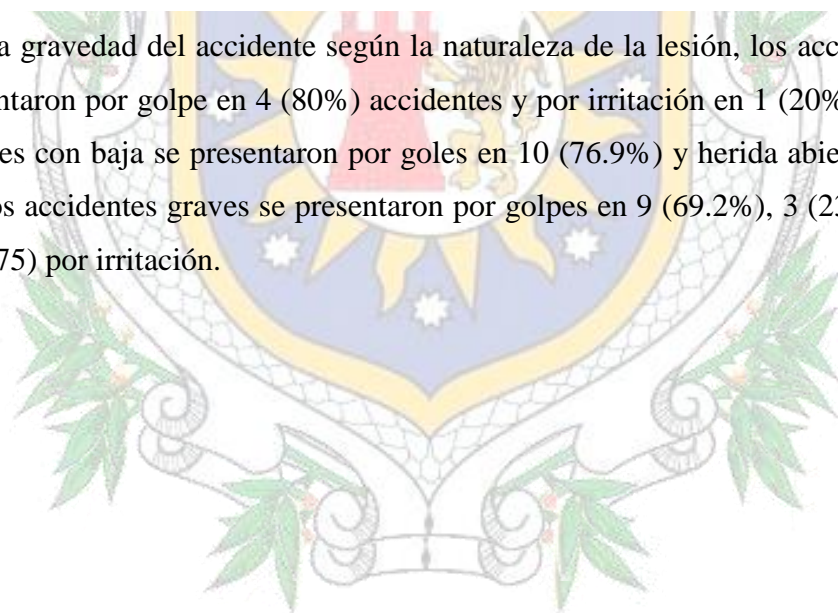 a gravedad del accidente según la naturaleza de la lesión, los acc
ntaron por golpe en 4 (80%) accidentes y por irritación en 1 (20%
es con baja se presentaron por goles en 10 (76.9%) y herida abie
os accidentes graves se presentaron por golpes en 9 (69.2%), 3 (23
75) por irritación.